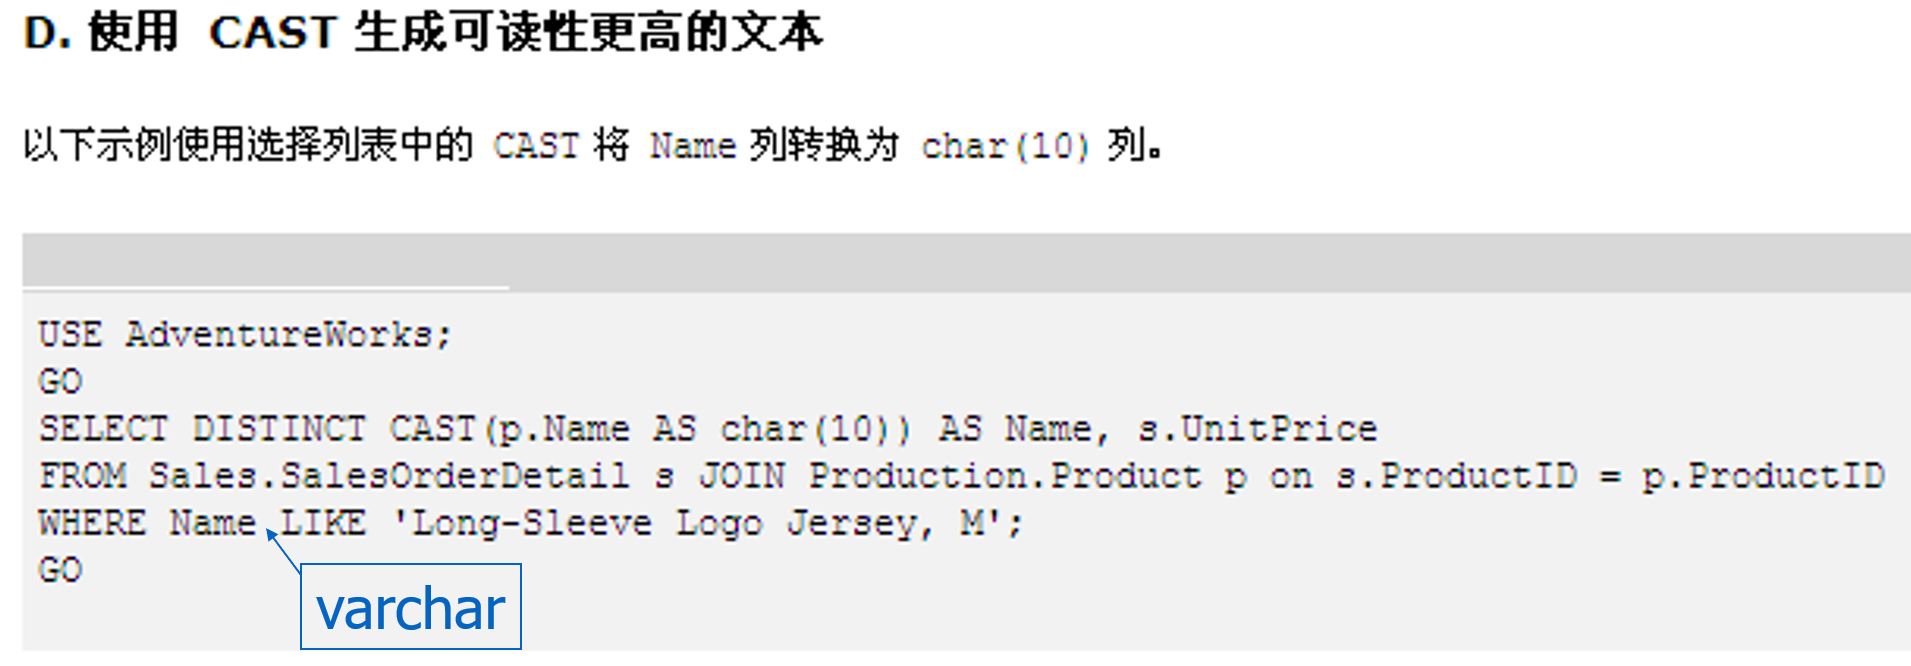 D. 使用 CAST 生成可读性更高的文本
以下示例使用选择列表中的 CAST 将 Name 列转换为 char(10) 列。
USE AdventureWorks;
GO
SELECT DISTINCT CAST(p.Name AS char(10)) AS Name, s.UnitPrice
FROM Sales.SalesOrderDetail s JOIN Production.Product p on s.ProductID = p.ProductID
WHERE Name LIKE 'Long-Sleeve Logo Jersey, M';
GO
varchar